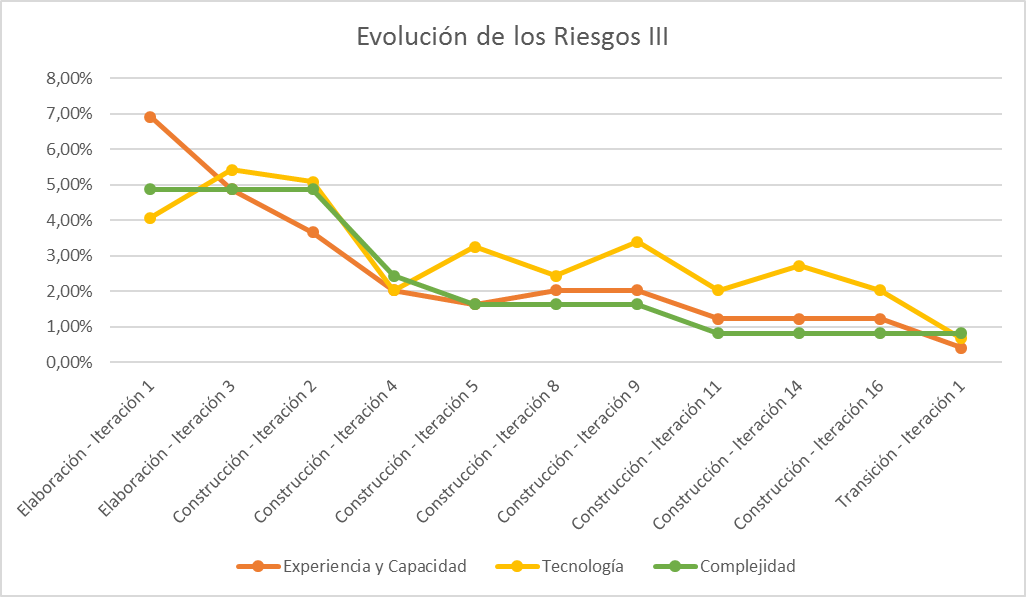 Evolución de los Riesgos III
8,00%
7,00%
6,00%
5,00%
4,00%
3,00%
2,00%
1,00%
0,00%
Elaboración - Iteración 1
Elaboración - Iteración 3
Construcción - Iteración 2
Construcción - Iteración 4
Construcción - Iteración 5
Construcción - Iteración 8
Construcción - Iteración 9
Construcción - Iteración 11
Construcción - Iteración 14
Construcción - Iteración 16
Transición - Iteración 1
Experiencia y Capacidad
Tecnología
Complejidad